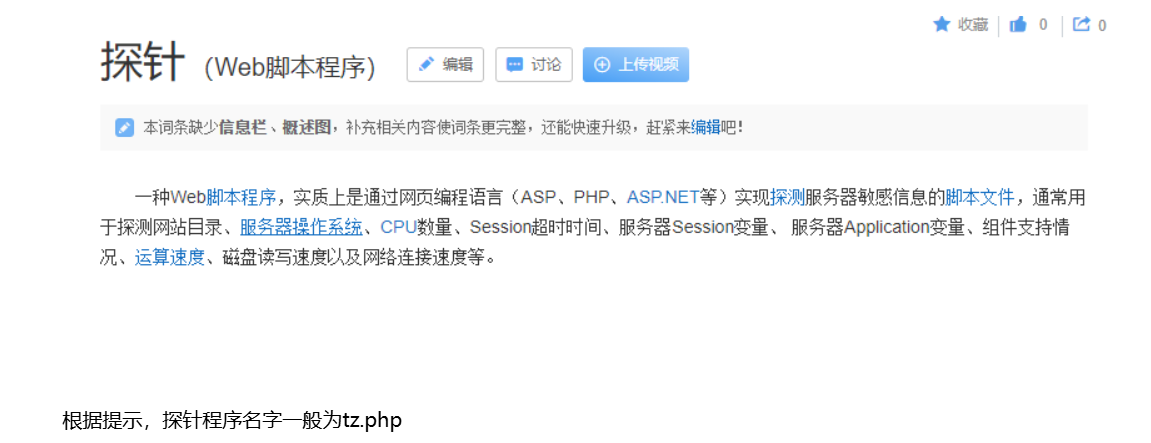 收藏 0 0
探针 (Web脚本程序) 编辑 讨论 上传视频
本词条缺少信息栏、概述图，补充相关内容使词条更完整，还能快速升级，赶紧来编辑吧！
一种Web脚本程序，实质上是通过网页编程语言（ASP、PHP、ASP.NET等）实现探测服务器敏感信息的脚本文件，通常用
于探测网站目录、服务器操作系统、CPU数量、Session超时时间、服务器Session变量、 服务器Application变量、组件支持情
况、运算速度、磁盘读写速度以及网络连接速度等。
根据提示，探针程序名字一般为tz.php